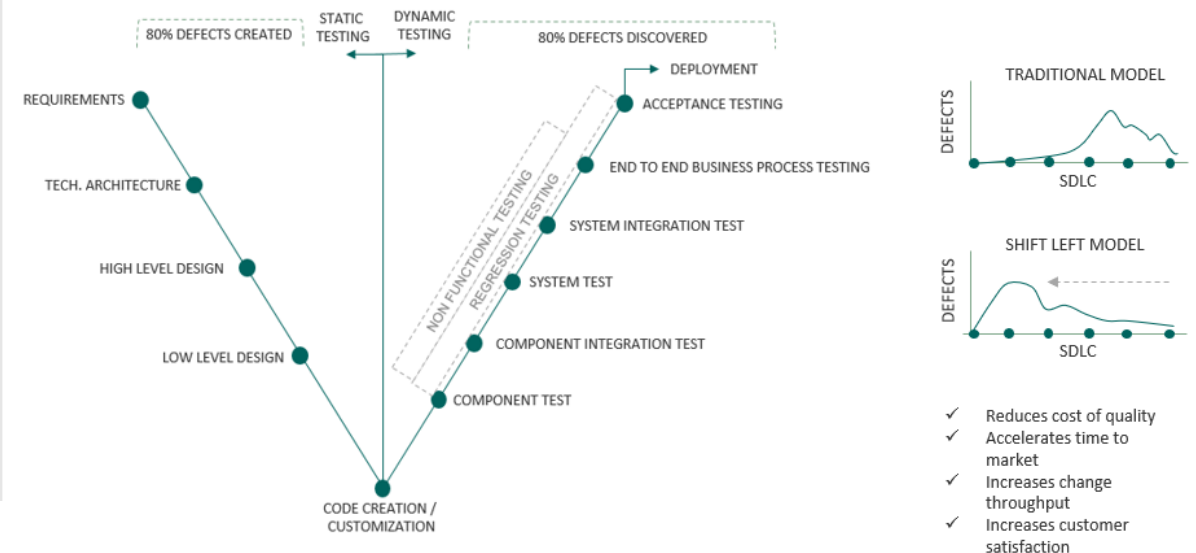 80% DEFECTS CREATED
STATIC
TESTING
DYNAMIC
TESTING
80% DEFECTS DISCOVERED
DEPLOYMENT
REQUIREMENTS
ACCEPTANCE TESTING
TECH. ARCHITECTURE
END TO END BUSINESS PROCESS TESTING
HIGH LEVEL DESIGN
SYSTEM INTEGRATION TEST
NON FUNCTIONAL TESTING
REGRESSION TESTING
SYSTEM TEST
LOW LEVEL DESIGN
COMPONENT INTEGRATION TEST
COMPONENT TEST
CODE CREATION /
CUSTOMIZATION
TRADITIONAL MODEL
DEFECTS
SDLC
SHIFT LEFT MODEL
DEFECTS
SDLC
✓ Reduces cost of quality
✓ Accelerates time to
market
✓ Increases change
throughput
✓ Increases customer
satisfaction